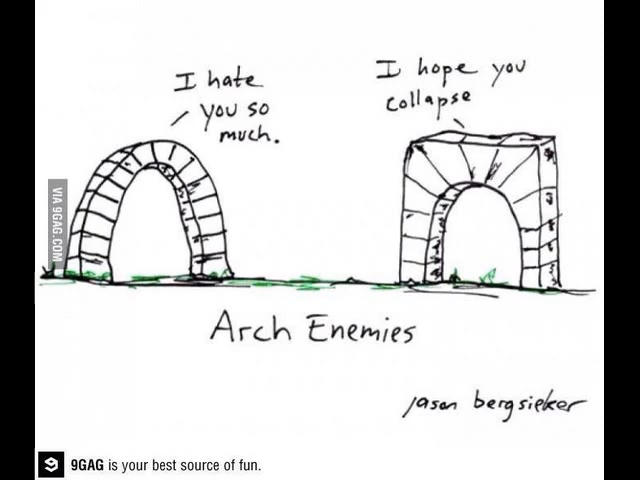 I hate
you so
much.
I hope you
collapse
VIA 9GAG.COM
Arch Enemies
jason bergsieker
9GAG is your best source of fun.